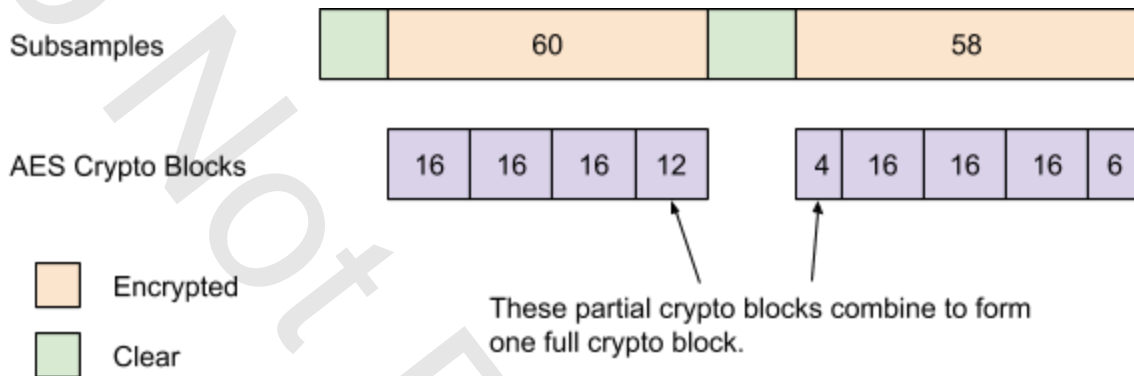 Subsamples
60
58
AES Crypto Blocks
16
16
16
12
4
16
16
16
6
Encrypted
Clear
These partial crypto blocks combine to form
one full crypto block.
Not